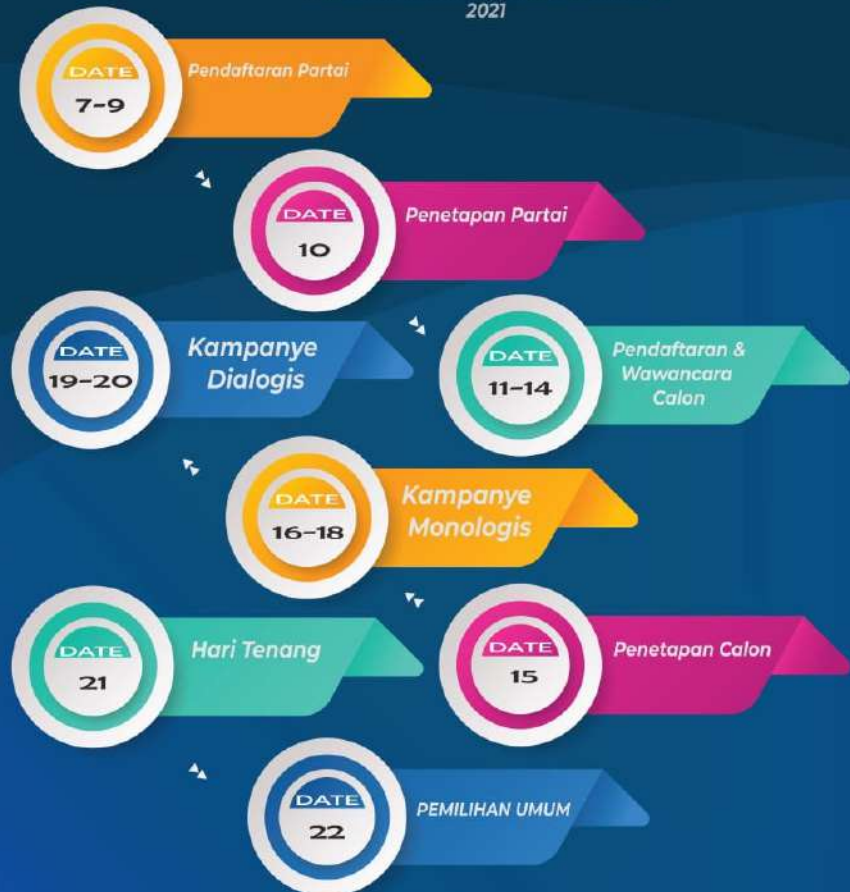 2021
DATE
7-9
Pendaftaran Partai
DATE
10
Penetapan Partai
DATE
19-20
Kampanye
Dialogis
DATE
11-14
Pendaftaran &
Wawancara
Calon
DATE
16-18
Kampanye
Monologis
DATE
21
Hari Tenang
DATE
15
Penetapan Calon
DATE
22
PEMILIHAN UMUM